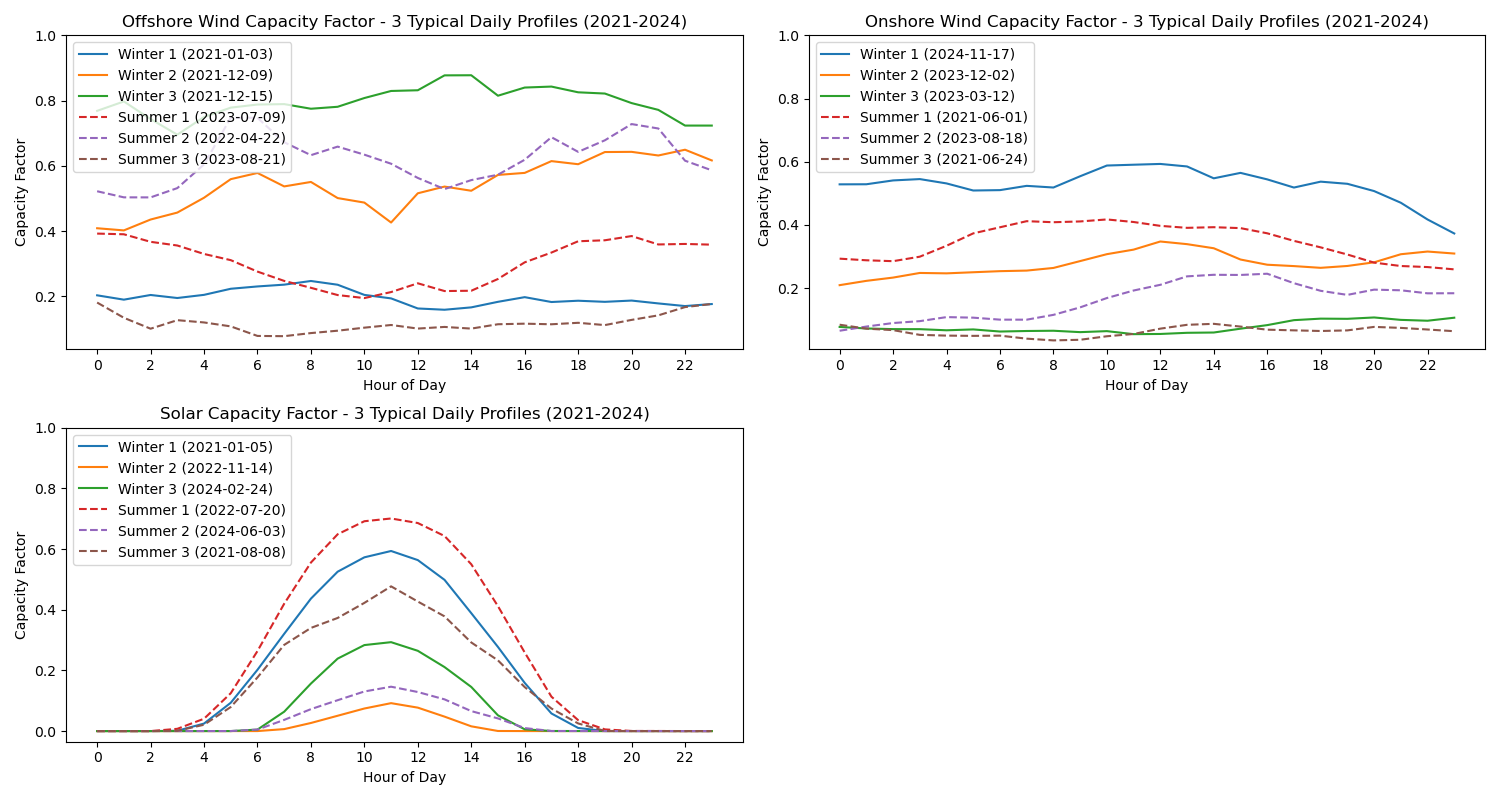 Offshore Wind Capacity Factor - 3 Typical Daily Profiles (2021-2024)
Capacity Factor
1.0
0.8
0.6
0.4
0.2
Winter 1 (2021-01-03)
Winter 2 (2021-12-09)
Winter 3 (2021-12-15)
Summer 1 (2023-07-09)
Summer 2 (2022-04-22)
Summer 3 (2023-08-21)
0 2 4 6 8 10 12 14 16 18 20 22
Hour of Day
Onshore Wind Capacity Factor - 3 Typical Daily Profiles (2021-2024)
Capacity Factor
1.0
0.8
0.6
0.4
0.2
Winter 1 (2024-11-17)
Winter 2 (2023-12-02)
Winter 3 (2023-03-12)
Summer 1 (2021-06-01)
Summer 2 (2023-08-18)
Summer 3 (2021-06-24)
0 2 4 6 8 10 12 14 16 18 20 22
Hour of Day
Solar Capacity Factor - 3 Typical Daily Profiles (2021-2024)
Capacity Factor
1.0
0.8
0.6
0.4
0.2
0.0
Winter 1 (2021-01-05)
Winter 2 (2022-11-14)
Winter 3 (2024-02-24)
Summer 1 (2022-07-20)
Summer 2 (2024-06-03)
Summer 3 (2021-08-08)
0 2 4 6 8 10 12 14 16 18 20 22
Hour of Day